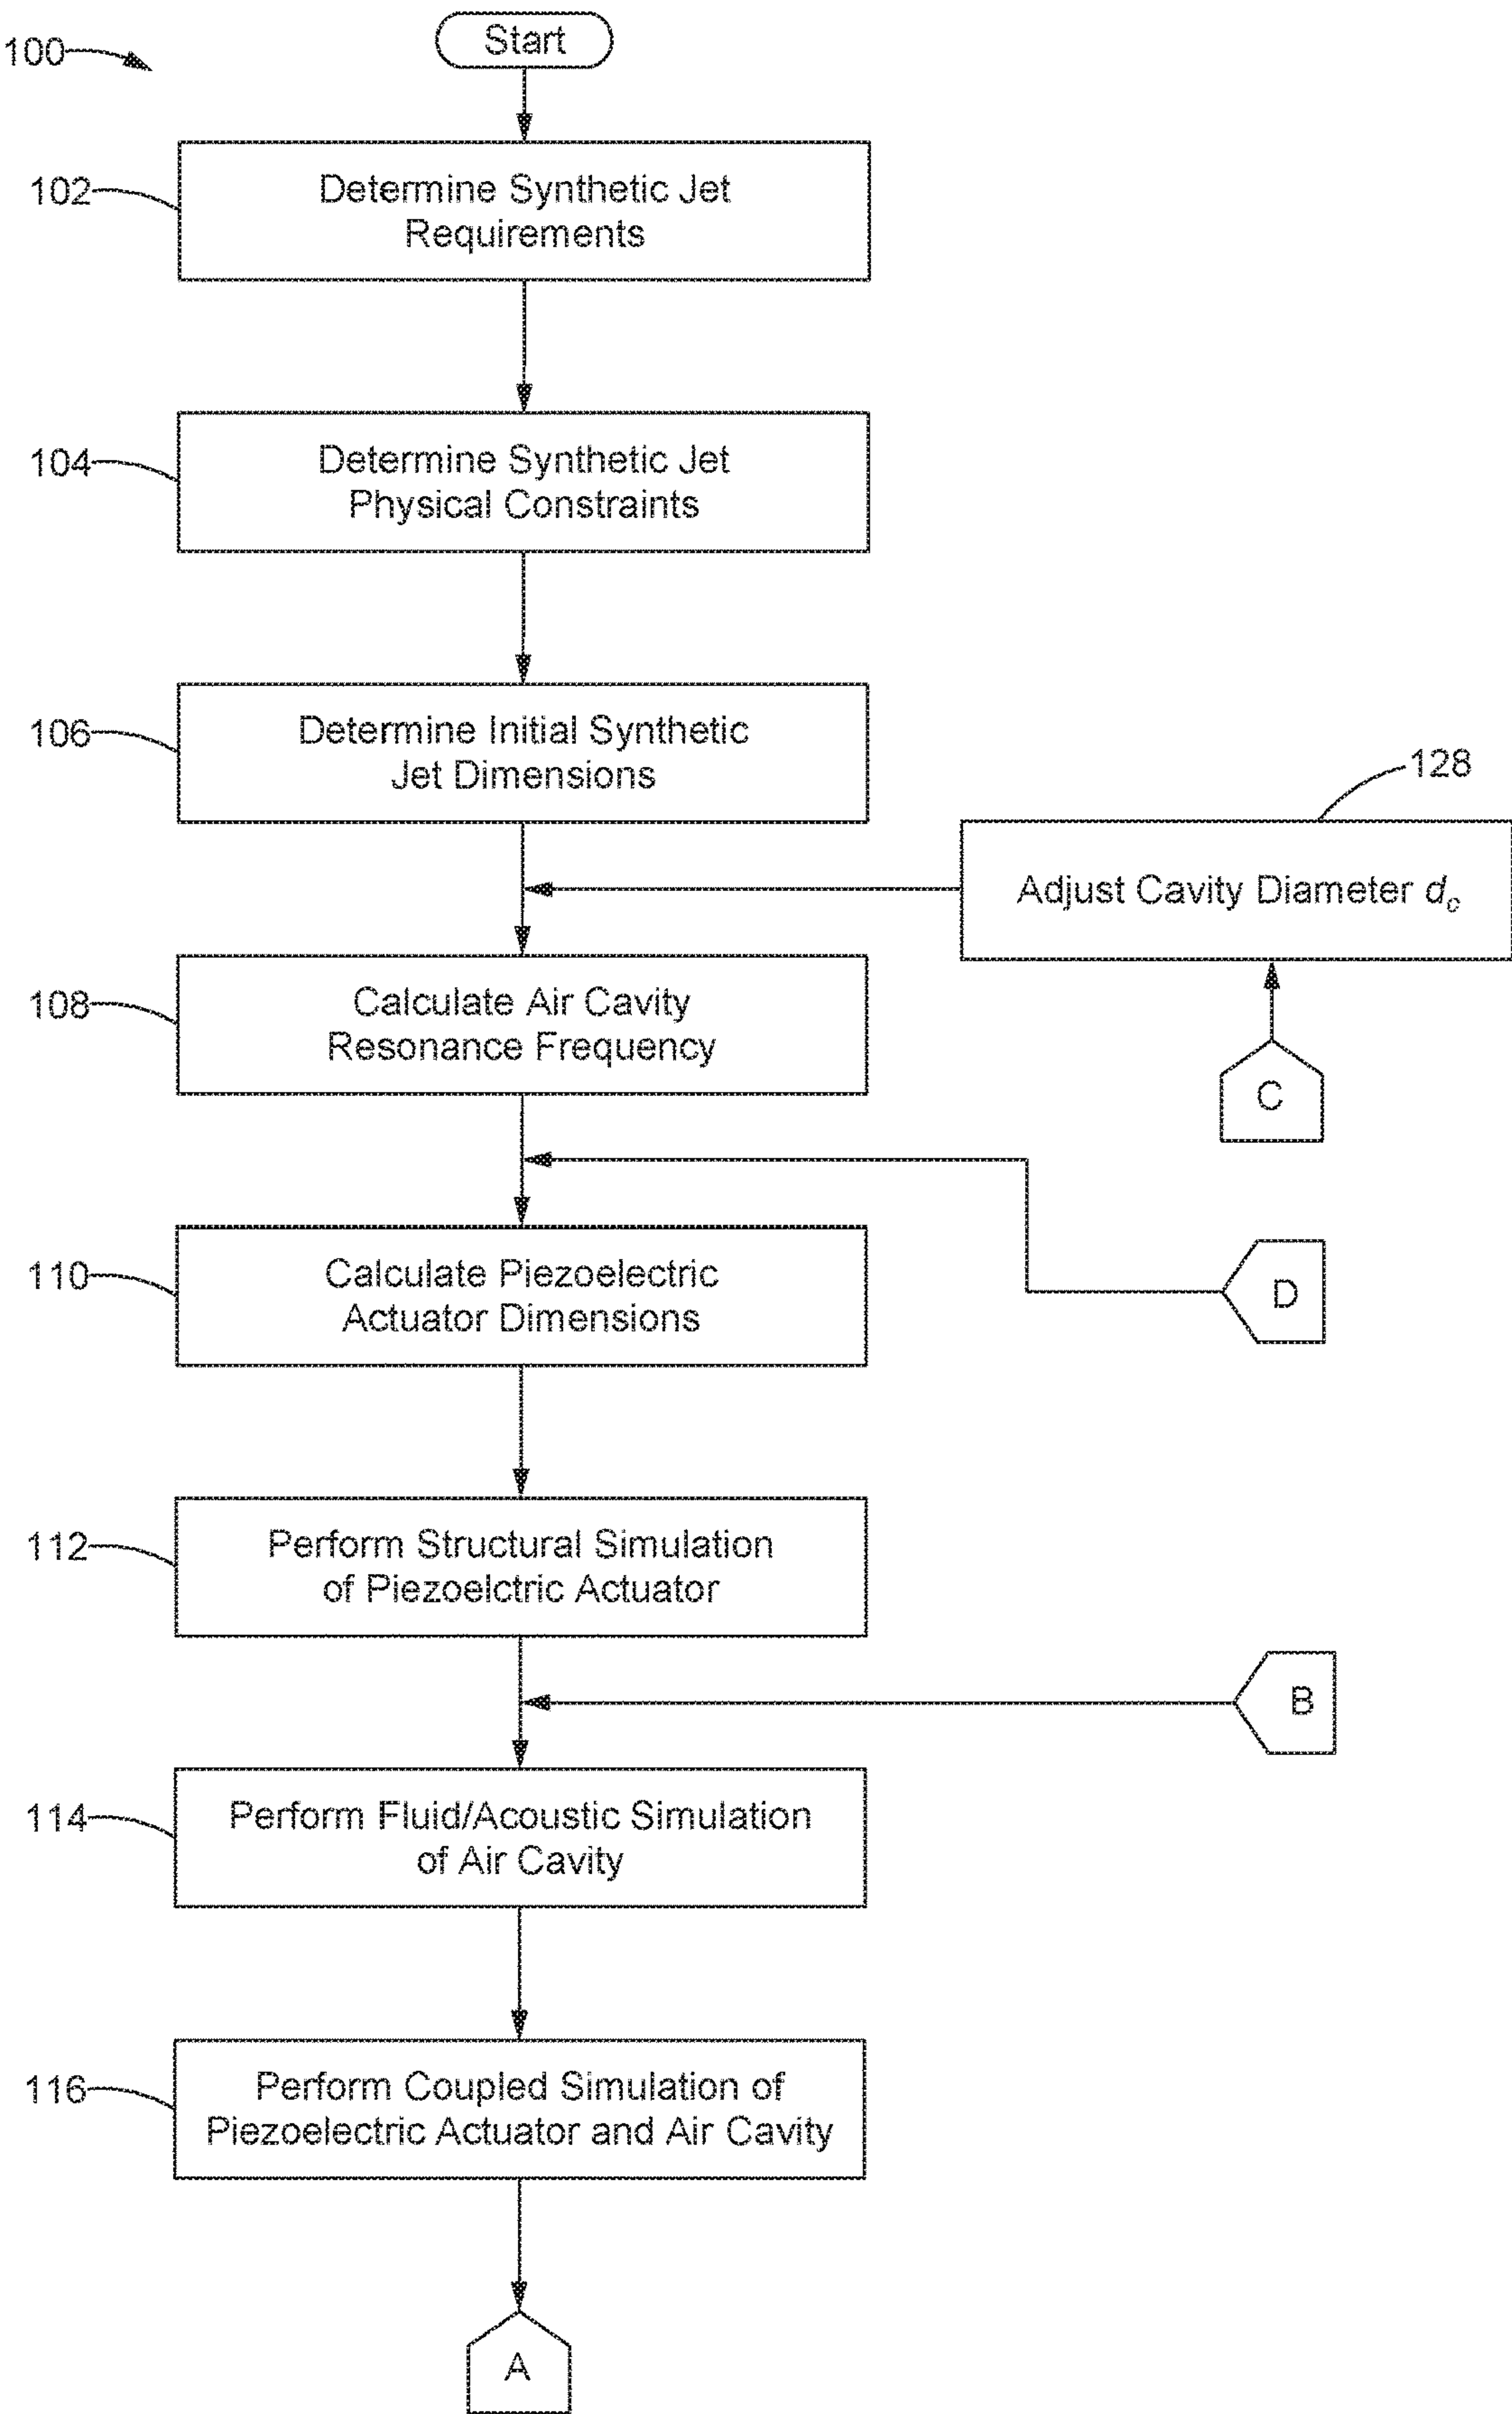 100
Start
102
Determine Synthetic Jet
Requirements
104
Determine Synthetic Jet
Physical Constraints
106
Determine Initial Synthetic
Jet Dimensions
128
Adjust Cavity Diameter dc
108
Calculate Air Cavity
Resonance Frequency
C
110
Calculate Piezoelectric
Actuator Dimensions
D
112
Perform Structural Simulation
of Piezoelctric Actuator
B
114
Perform Fluid/Acoustic Simulation
of Air Cavity
116
Perform Coupled Simulation of
Piezoelectric Actuator and Air Cavity
A